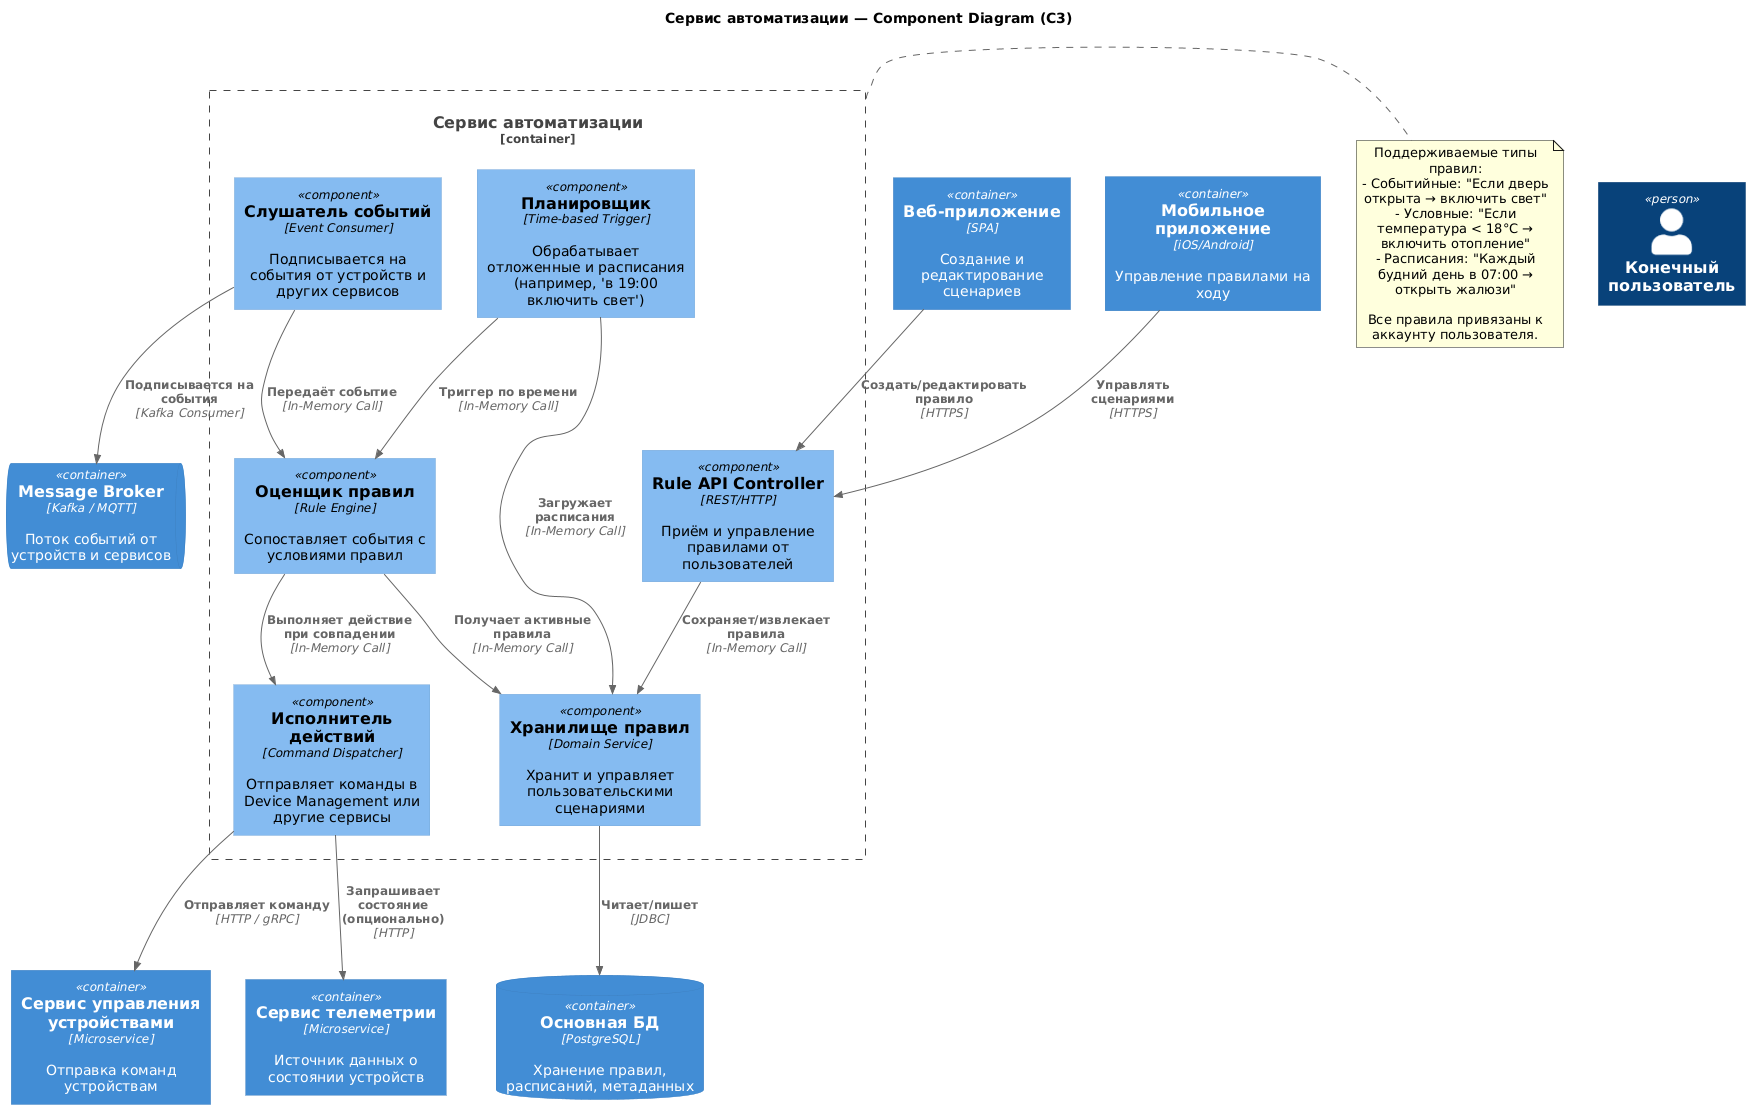 Сервис автоматизации — Component Diagram (C3)
Сервис автоматизации
[container]
«component»
Слушатель событий
[Event Consumer]
Подписывается на
события от устройств и
других сервисов
«component»
Планировщик
[Time-based Trigger]
Обрабатывает
отложенные и расписания
(например, 'в 19:00
включить свет')
«container»
Веб-приложение
[SPA]
Создание и
редактирование
сценариев
«container»
Мобильное
приложение
[iOS/Android]
Управление правилами на
ходу
Поддерживаемые типы
правил:
- Событийные: "Если дверь
открыта → включить свет"
- Условные: "Если
температура < 18°C →
включить отопление"
- Расписания: "Каждый
будний день в 07:00 →
открыть жалюзи"
Все правила привязаны к
аккаунту пользователя.
«person»
Конечный
пользователь
Подписывается на
события
[Kafka Consumer]
Передаёт событие
[In-Memory Call]
Триггер по времени
[In-Memory Call]
Создать/редактировать
правило
[HTTPS]
Управлять
сценариями
[HTTPS]
«container»
Message Broker
[Kafka / MQTT]
Поток событий от
устройств и сервисов
«component»
Оценщик правил
[Rule Engine]
Сопоставляет события с
условиями правил
Загружает
расписания
[In-Memory Call]
«component»
Rule API Controller
[REST/HTTP]
Приём и управление
правилами от
пользователей
Выполняет действие
при совпадении
[In-Memory Call]
Получает активные
правила
[In-Memory Call]
Сохраняет/извлекает
правила
[In-Memory Call]
«component»
Исполнитель
действий
[Command Dispatcher]
Отправляет команды в
Device Management или
другие сервисы
«component»
Хранилище правил
[Domain Service]
Хранит и управляет
пользовательскими
сценариями
Отправляет команду
[HTTP / gRPC]
Запрашивает
состояние
(опционально)
[HTTP]
Читает/пишет
[JDBC]
«container»
Сервис управления
устройствами
[Microservice]
Отправка команд
устройствам
«container»
Сервис телеметрии
[Microservice]
Источник данных о
состоянии устройств
«container»
Основная БД
[PostgreSQL]
Хранение правил,
расписаний, метаданных